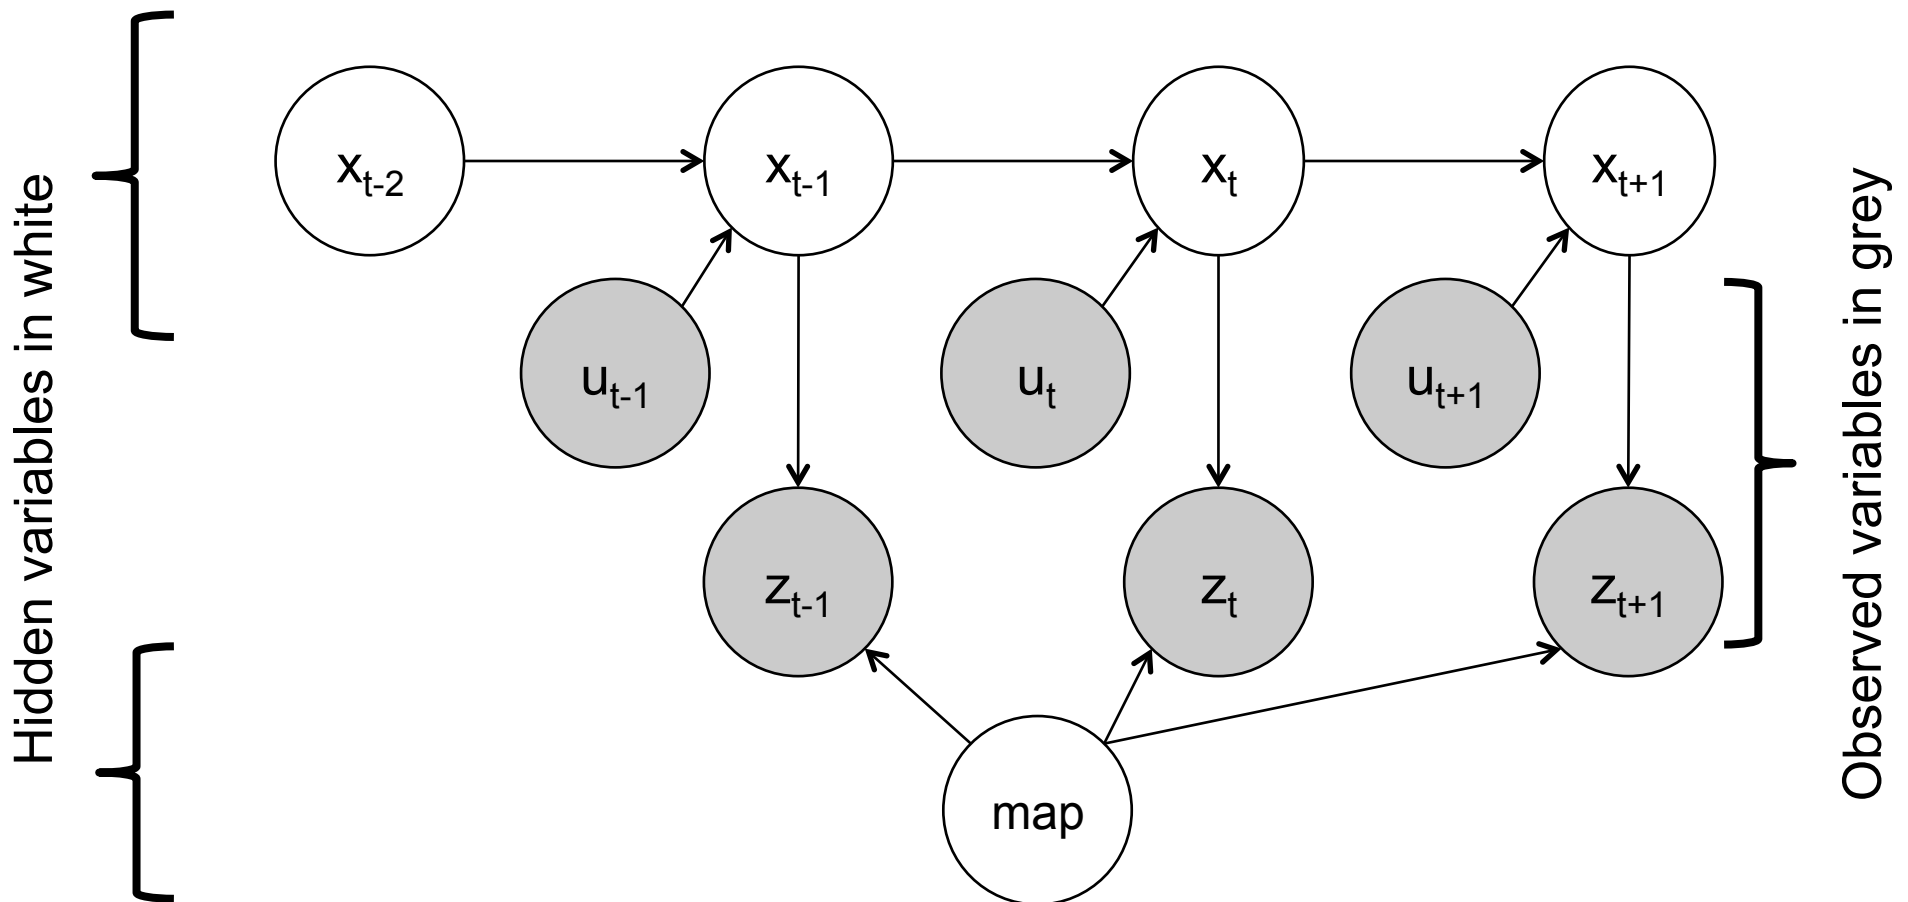 Hidden variables in white
x_{t-2}
x_{t-1}
x_t
x_{t+1}
u_{t-1}
u_t
u_{t+1}
z_{t-1}
z_t
z_{t+1}
map
Observed variables in grey